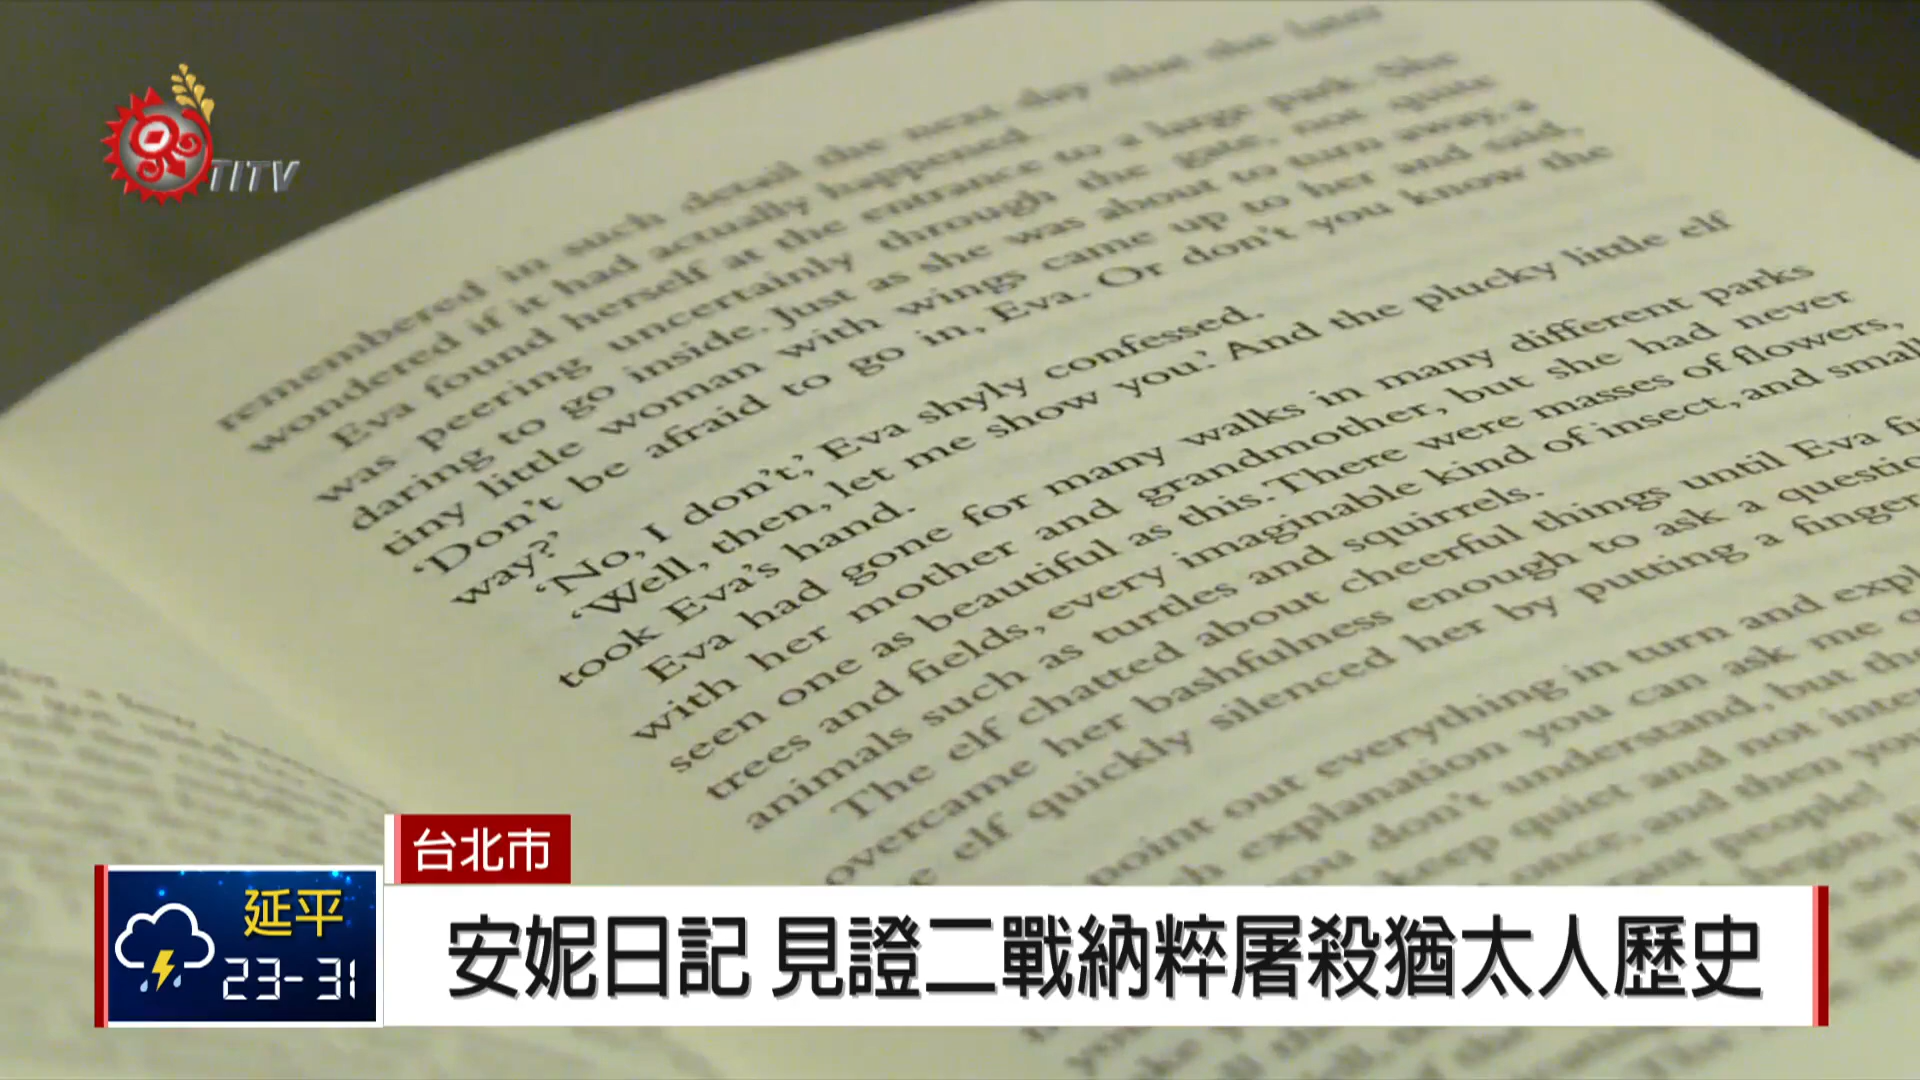 TITV
remembered in such detail the next day that she later
wondered if it had actually happened.
Eva found herself at the entrance to a large park. She
was peering uncertainly through the gate, not quite
daring to go inside. Just as she was about to turn away, a
tiny little woman with wings came up to her and said,
‘Don’t be afraid to go in, Eva. Or don’t you know the
way?’
‘No, I don’t,’ Eva shyly confessed.
‘Well, then, let me show you.’ And the plucky little elf
took Eva’s hand.
Eva had gone for many walks in many different parks
with her mother and grandmother, but she had never
seen one as beautiful as this. There were masses of flowers,
trees and fields, every imaginable kind of insect, and small
animals such as turtles and squirrels.
The elf chatted about cheerful things until Eva
overcame her bashfulness enough to ask a questio
elf quickly silenced her by putting a finger
point out everything in turn and expl
explanation you can ask me
you don’t understand, but the
keep quiet and not inte
once, and then you
people!
begin.
台北市
延平
23-31
安妮日記 見證二戰納粹屠殺猶太人歷史